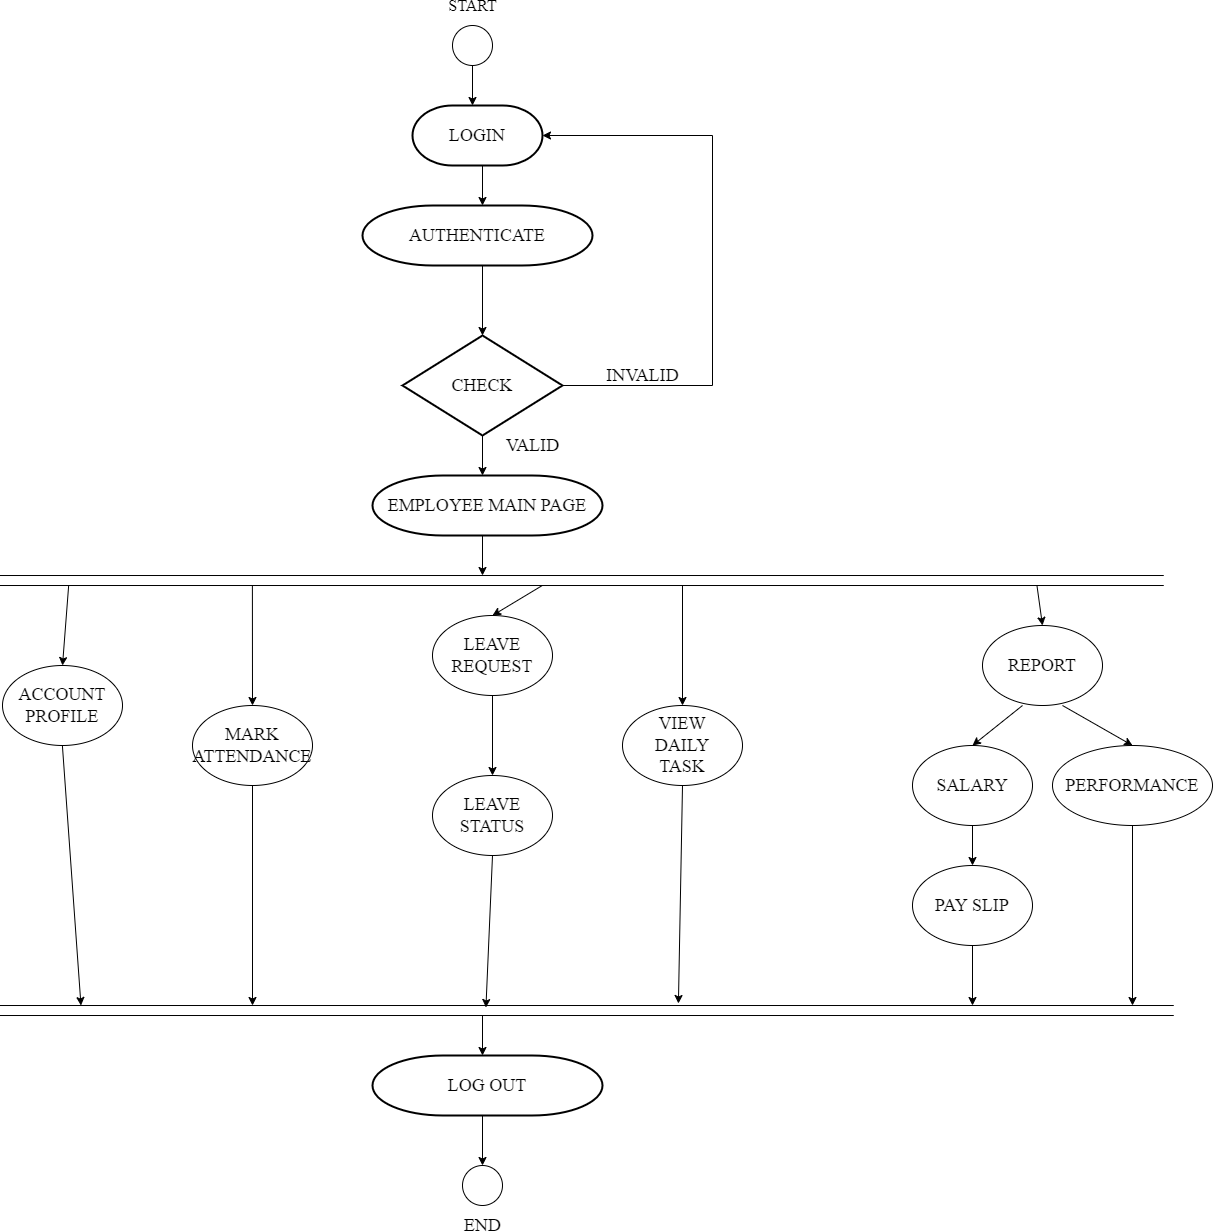 START
LOGIN
AUTHENTICATE
CHECK
INVALID
VALID
EMPLOYEE MAIN PAGE
ACCOUNT
PROFILE
MARK
ATTENDANCE
LEAVE
REQUEST
LEAVE
STATUS
VIEW
DAILY
TASK
REPORT
SALARY
PERFORMANCE
PAY SLIP
LOG OUT
END